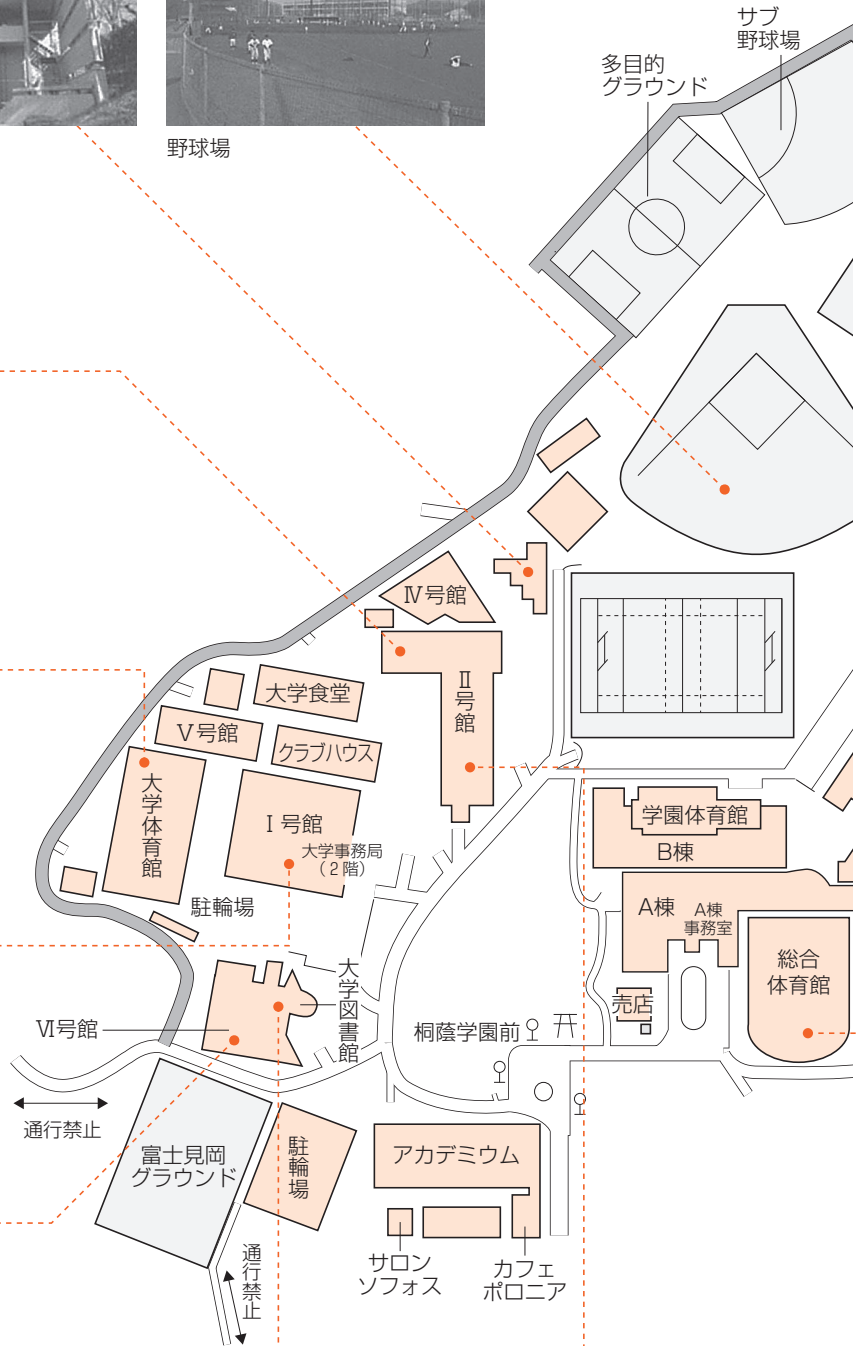 サブ
野球場
多目的
グラウンド
野球場
Ⅳ号館
Ⅱ号館
大学食堂
Ⅴ号館
クラブハウス
大学体育館
Ⅰ号館
大学事務局
（2階）
学園体育館
B棟
A棟
A棟
事務室
駐輪場
総合
体育館
大学図書館
売店
Ⅵ号館
桐蔭学園前
通行禁止
富士見岡
グラウンド
駐輪場
アカデミウム
通行禁止
サロン
ソフォス
カフェ
ポロニア